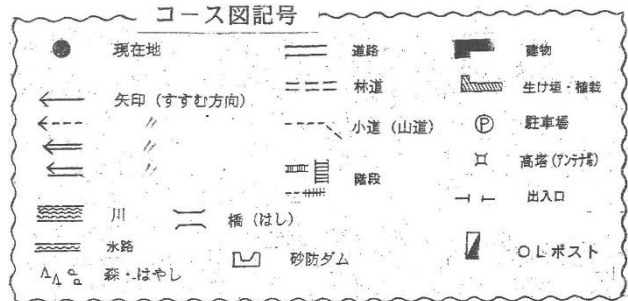 コース図記号
現在地
矢印(すすむ方向)
〃
〃
〃
川
橋(はし)
水路
森・はやし
砂防ダム
道路
林道
小道(山道)
階段
建物
生け垣・植栽
Ⓟ 駐車場
高塔(アンテナ等)
出入口
OLポスト